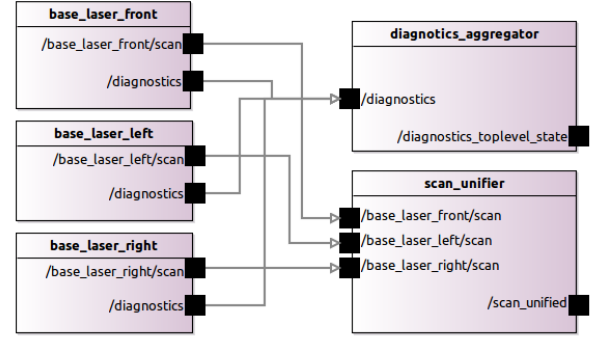 base_laser_front
/base_laser_front/scan
/diagnostics
base_laser_left
/base_laser_left/scan
/diagnostics
base_laser_right
/base_laser_right/scan
/diagnostics
diagnotics_aggregator
/diagnostics
/diagnostics_toplevel_state
scan_unifier
/base_laser_front/scan
/base_laser_left/scan
/base_laser_right/scan
/scan_unified